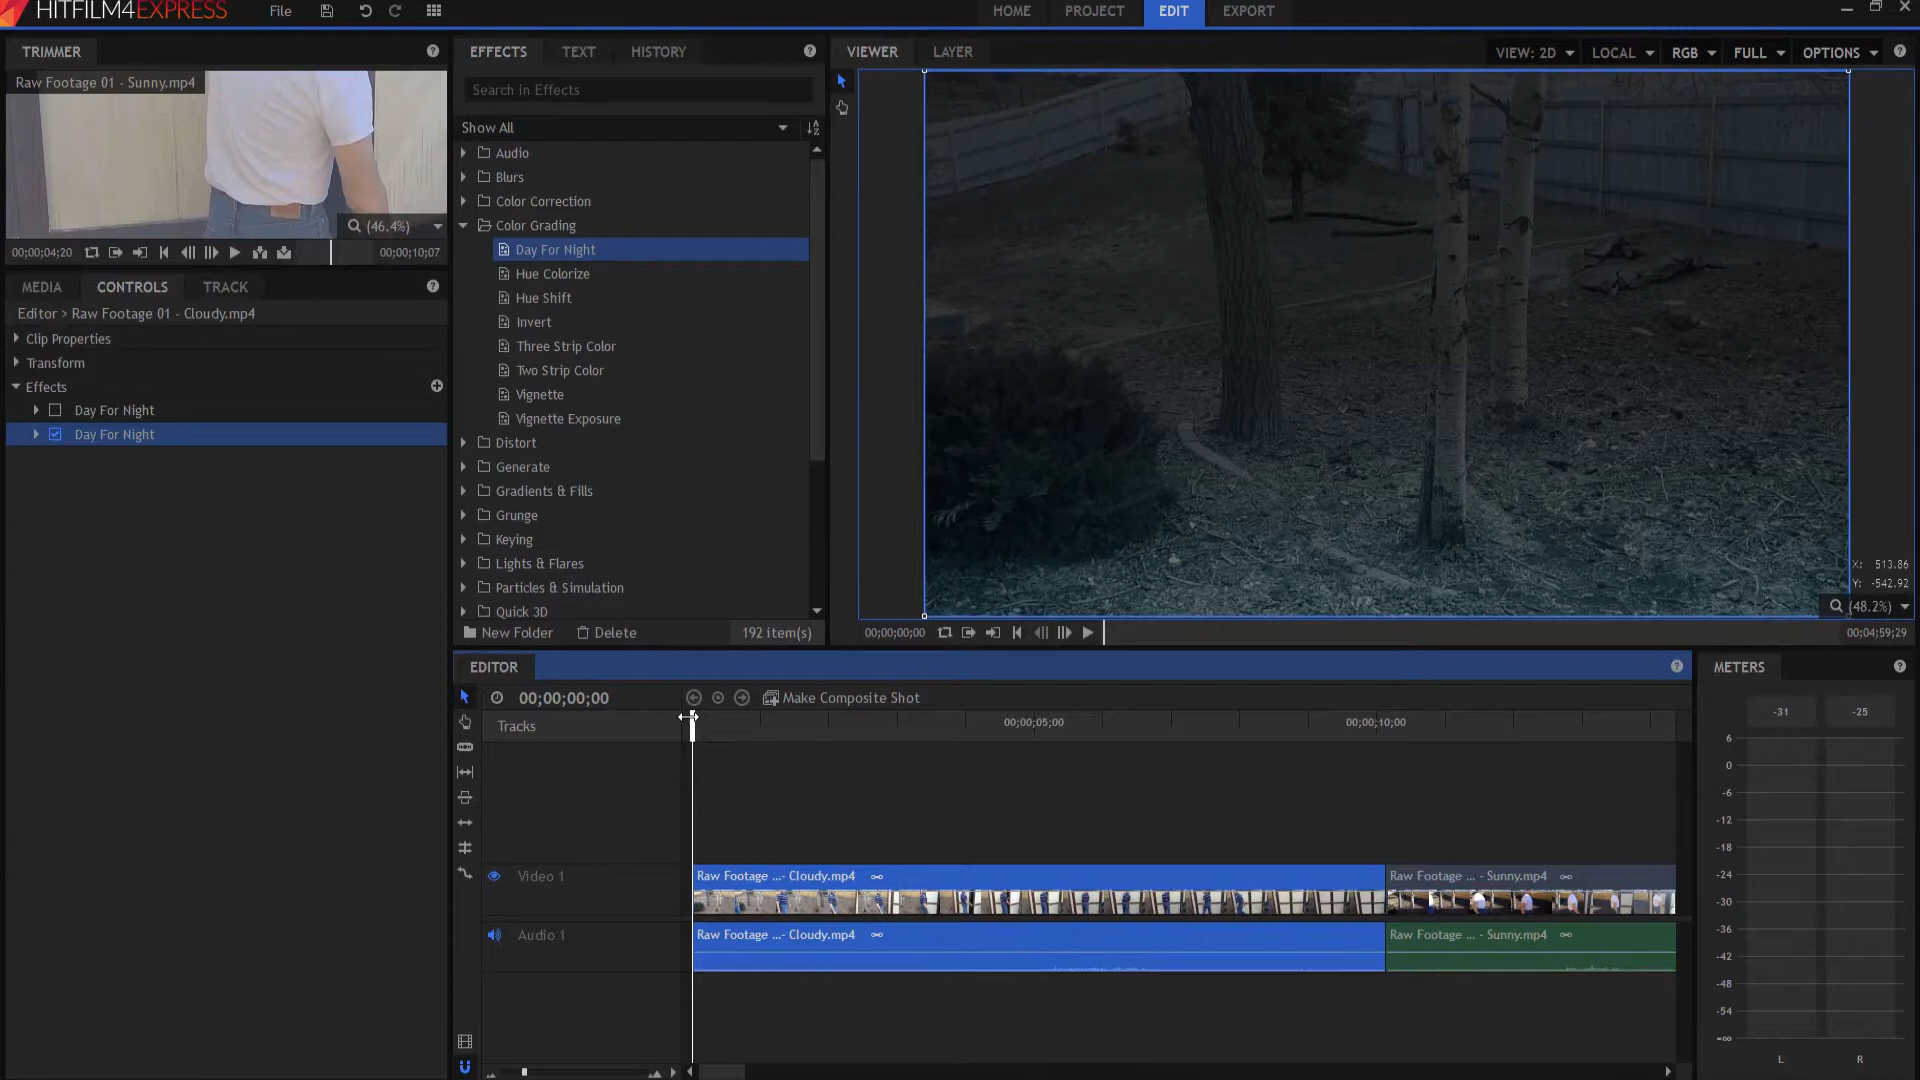 HITFILM4EXPRESS
File
HOME
PROJECT
EDIT
EXPORT
TRIMMER
Raw Footage 01 - Sunny.mp4
(46.4%)
00;00;04;20
00;00;10;07
MEDIA
CONTROLS
TRACK
Editor > Raw Footage 01 - Cloudy.mp4
Clip Properties
Transform
Effects
Day For Night
Day For Night
EFFECTS
TEXT
HISTORY
Search in Effects
Show All
Audio
Blurs
Color Correction
Color Grading
Day For Night
Hue Colorize
Hue Shift
Invert
Three Strip Color
Two Strip Color
Vignette
Vignette Exposure
Distort
Generate
Gradients & Fills
Grunge
Keying
Lights & Flares
Particles & Simulation
Quick 3D
New Folder
Delete
192 item(s)
VIEWER
LAYER
VIEW: 2D
LOCAL
RGB
FULL
OPTIONS
X: 513.86
Y: -542.92
(48.2%)
00;00;00;00
00;04;59;29
EDITOR
00;00;00;00
Make Composite Shot
Tracks
00;00;05;00
00;00;10;00
Video 1
Raw Footage ...- Cloudy.mp4
Raw Footage ... - Sunny.mp4
Audio 1
Raw Footage ...- Cloudy.mp4
Raw Footage ... - Sunny.mp4
METERS
-31
-25
6
0
-6
-12
-18
-24
-30
-36
-42
-48
-54
-∞
L
R